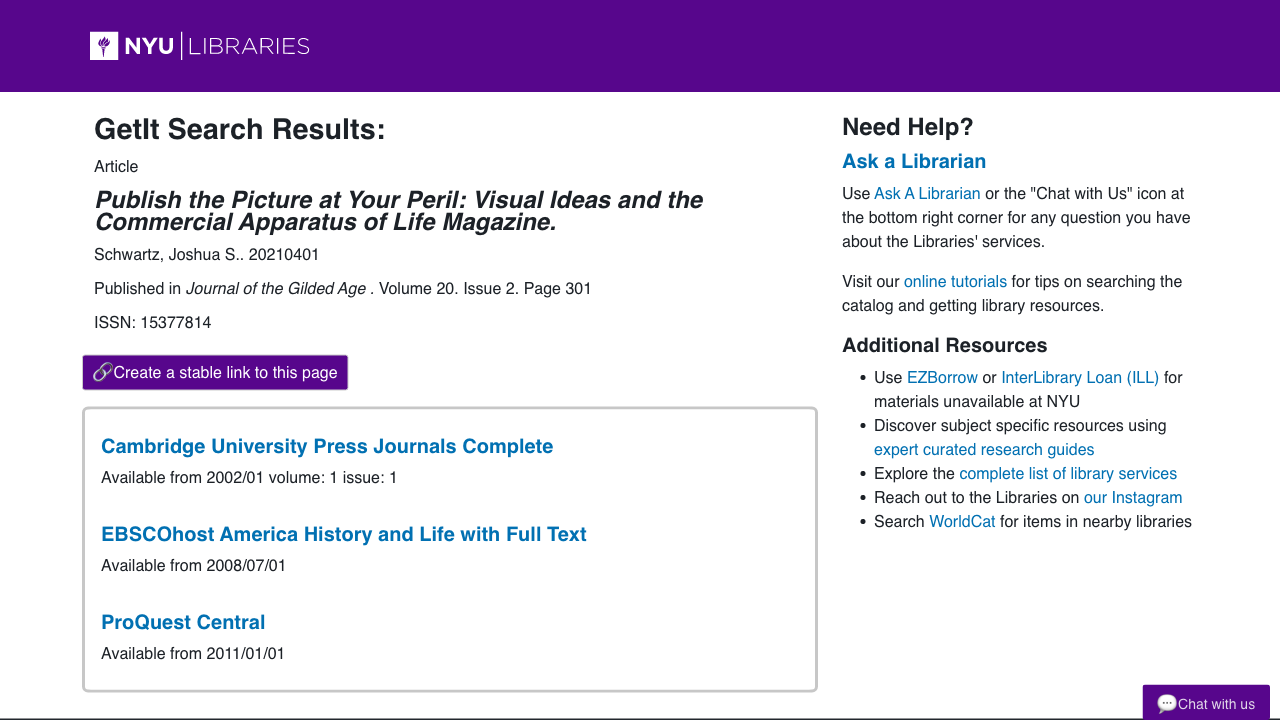 NYU | LIBRARIES
GetIt Search Results:
Article
Publish the Picture at Your Peril: Visual Ideas and the
Commercial Apparatus of Life Magazine.
Schwartz, Joshua S.. 20210401
Published in Journal of the Gilded Age . Volume 20. Issue 2. Page 301
ISSN: 15377814
Create a stable link to this page
Cambridge University Press Journals Complete
Available from 2002/01 volume: 1 issue: 1
EBSCOhost America History and Life with Full Text
Available from 2008/07/01
ProQuest Central
Available from 2011/01/01
Need Help?
Ask a Librarian
Use Ask A Librarian or the "Chat with Us" icon at
the bottom right corner for any question you have
about the Libraries' services.
Visit our online tutorials for tips on searching the
catalog and getting library resources.
Additional Resources
• Use EZBorrow or InterLibrary Loan (ILL) for
materials unavailable at NYU
• Discover subject specific resources using
expert curated research guides
• Explore the complete list of library services
• Reach out to the Libraries on our Instagram
• Search WorldCat for items in nearby libraries
Chat with us